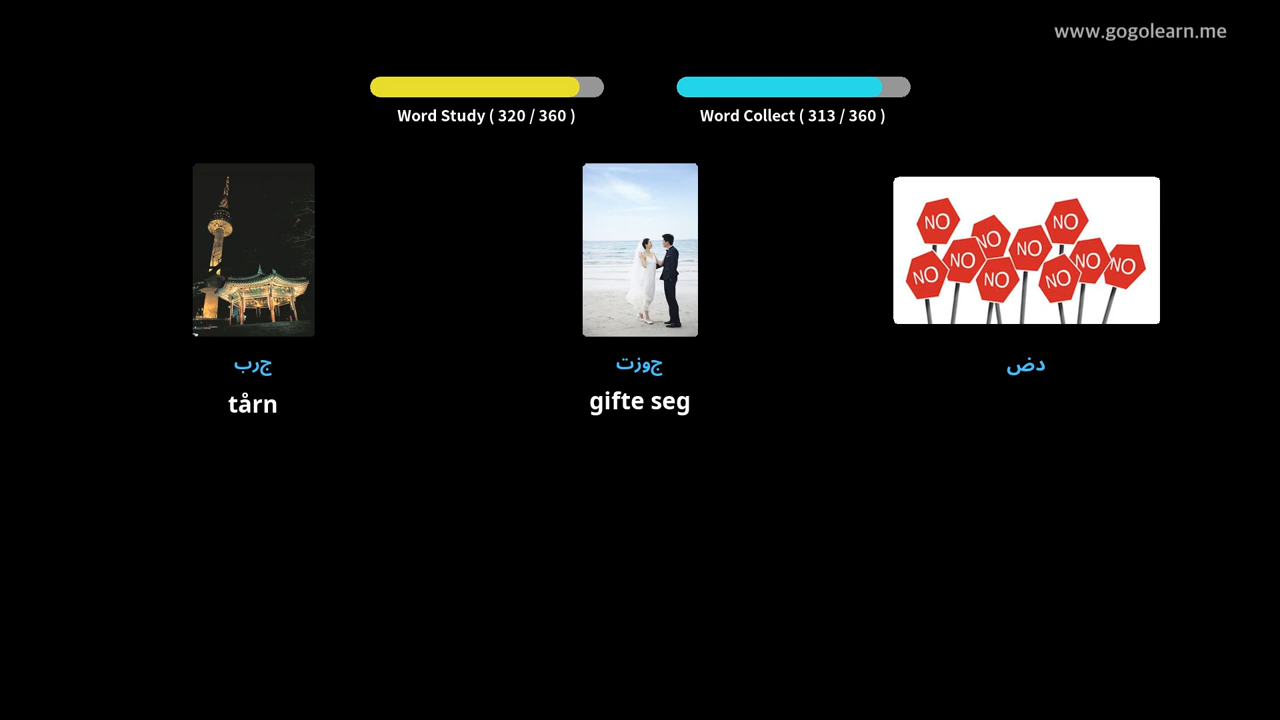 www.gogolearn.me
Word Study ( 320 / 360 )
Word Collect ( 313 / 360 )
NO
NO
NO
NO
NO
NO
NO
NO
NO
NO
جرب
tårn
جوزت
gifte seg
دض